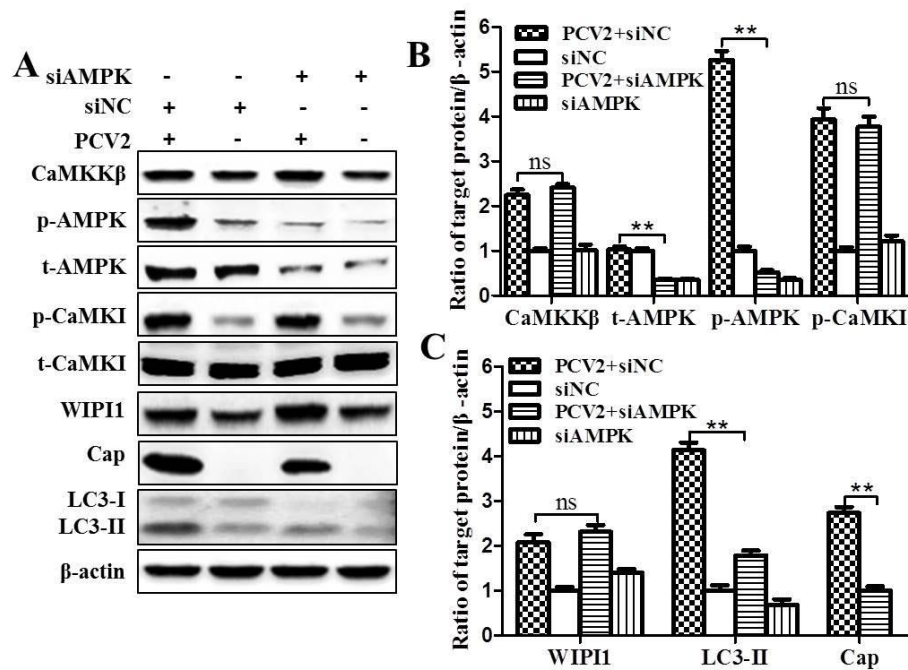 A
siAMPK - - + +
siNC + + - -
PCV2 + - + -
CaMKKβ
p-AMPK
t-AMPK
p-CaMKI
t-CaMKI
WIPI1
Cap
LC3-I
LC3-II
β-actin
B
Ratio of target protein/β-actin
6
5
4
3
2
1
0
PCV2+siNC
siNC
PCV2+siAMPK
siAMPK
ns
**
**
ns
CaMKKβ t-AMPK p-AMPK p-CaMKI
C
Ratio of target protein/β-actin
6
5
4
3
2
1
0
PCV2+siNC
siNC
PCV2+siAMPK
siAMPK
ns
**
**
WIPI1 LC3-II Cap